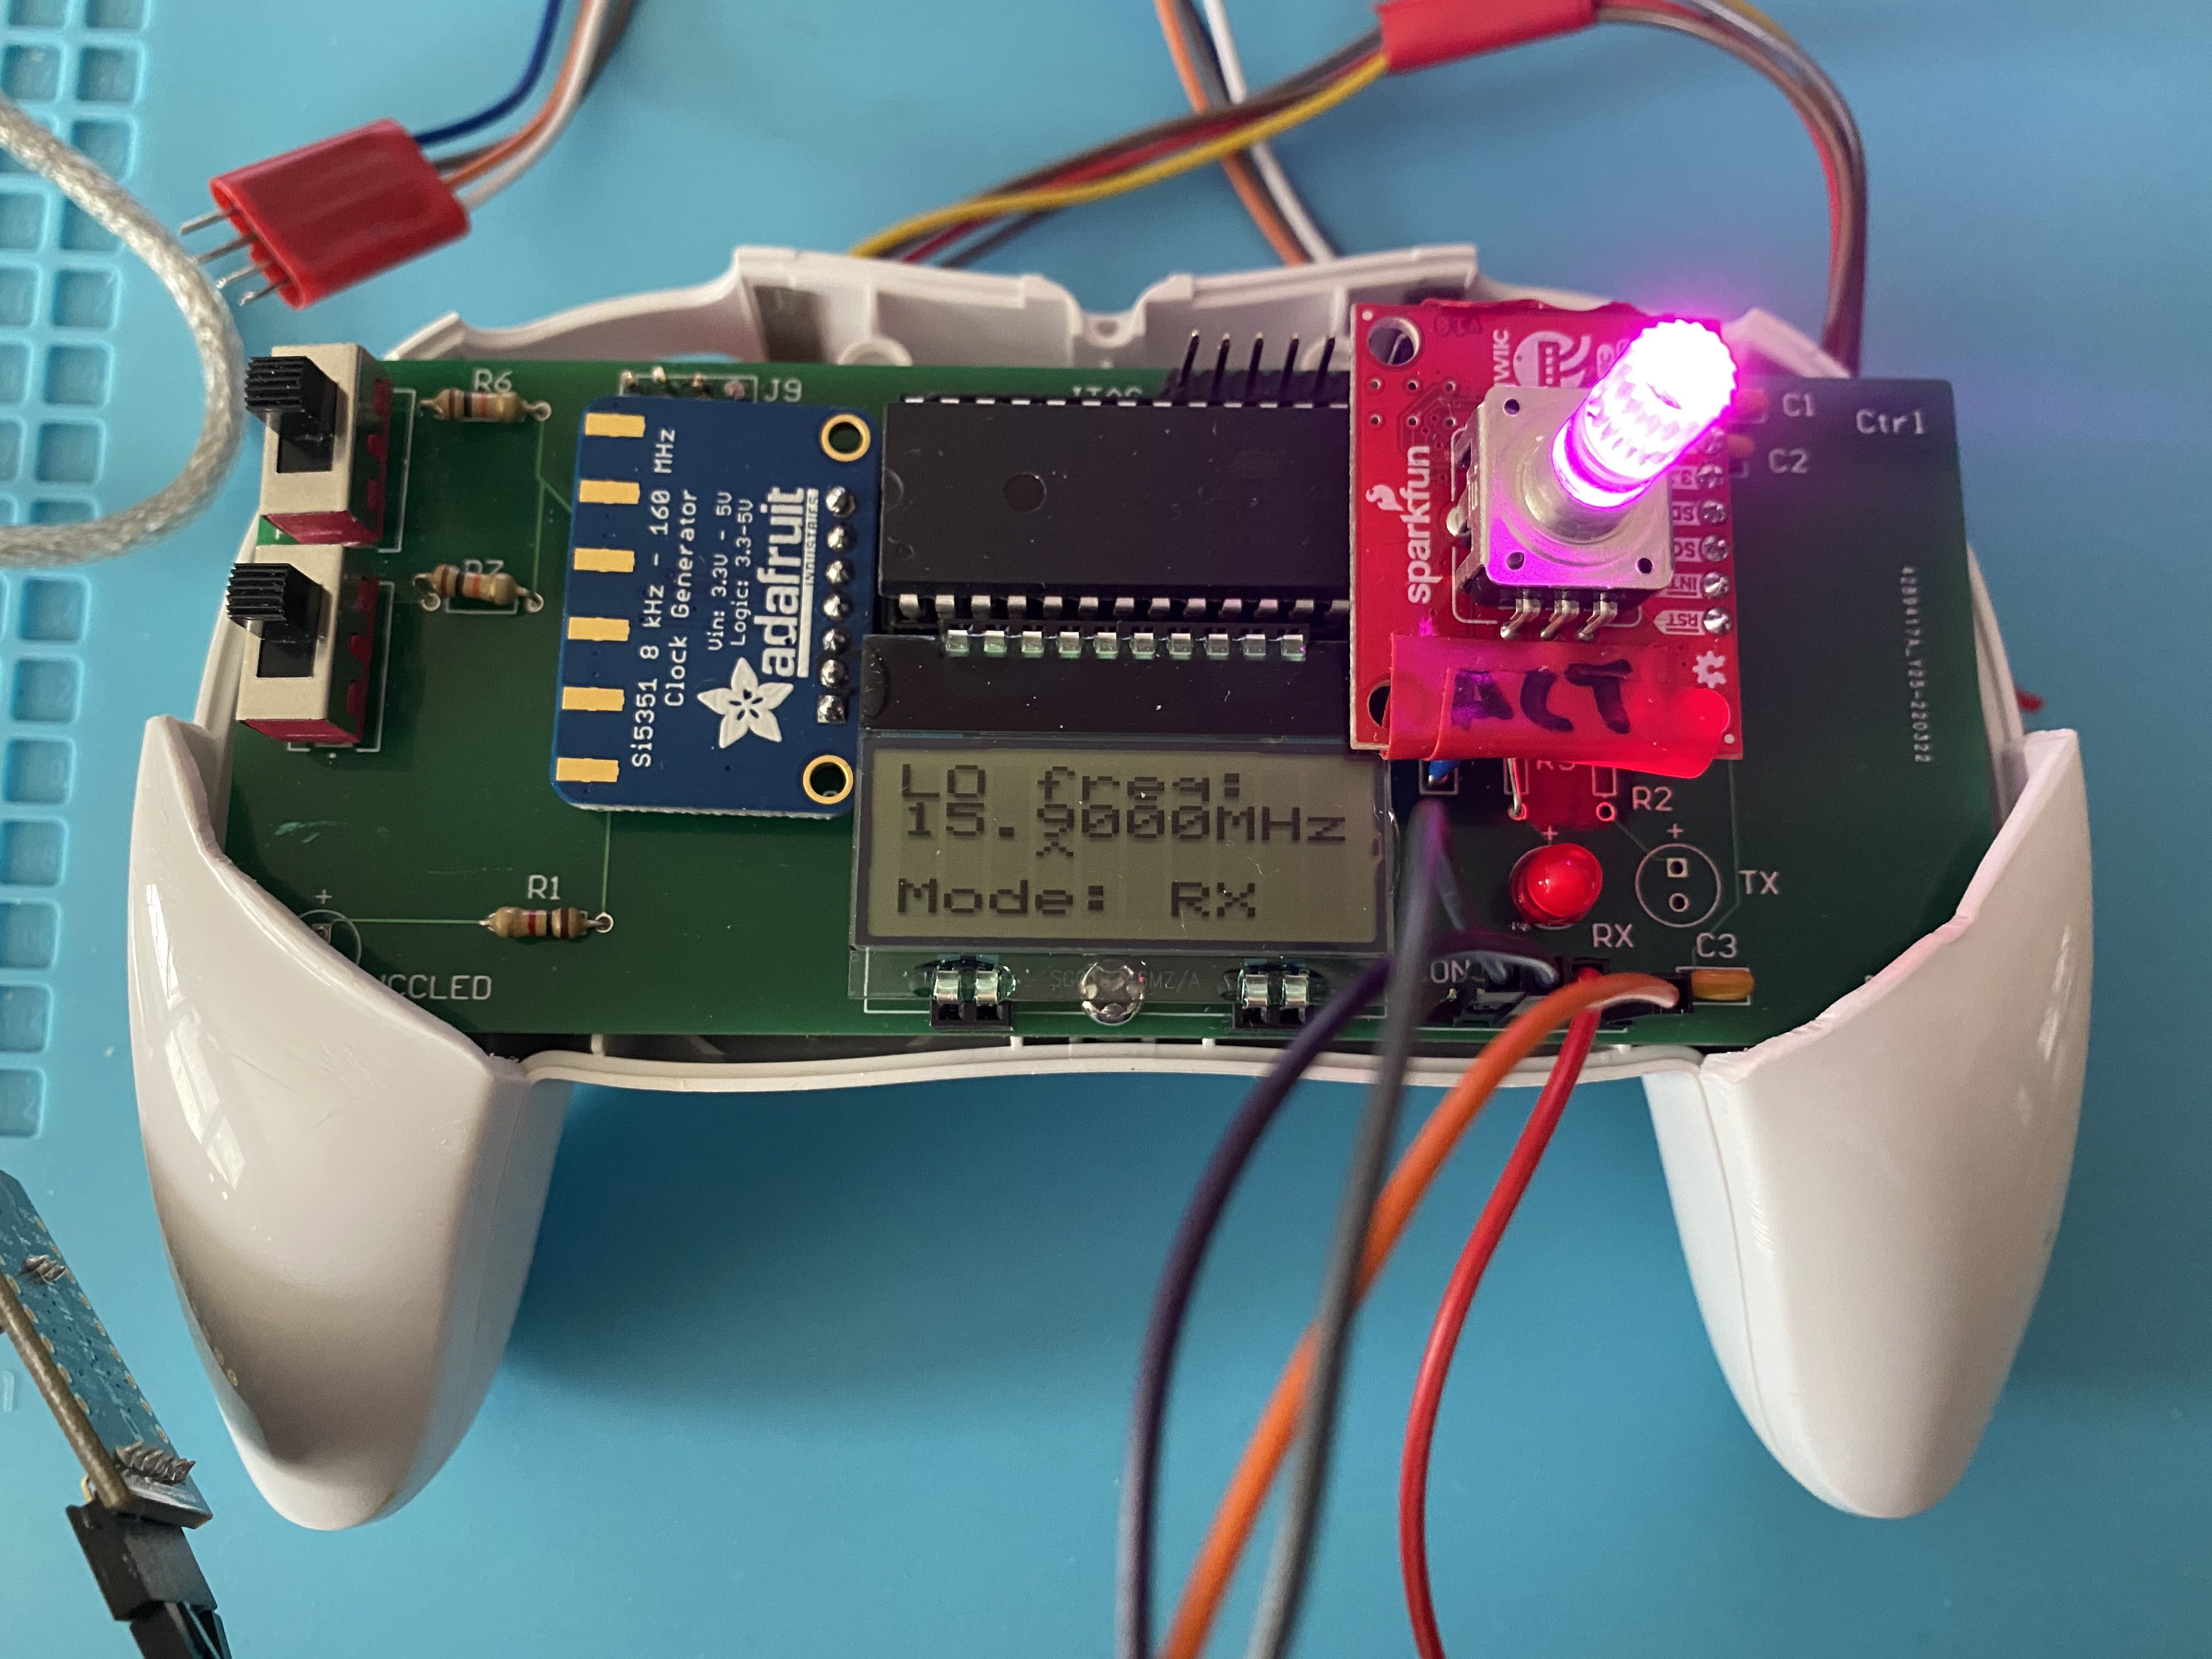 R6
J9
R7
Si5351 8 kHz - 160 MHz
Clock Generator
Vin: 3.3V - 5V
Logic: 3.3-5V
adafruit
INDUSTRIES
sparkfun
INT
RST
ACT
C1
C2
Ctrl
LO freq:
15.9000MHz
^
Mode: RX
R2
TX
RX
C3
R1